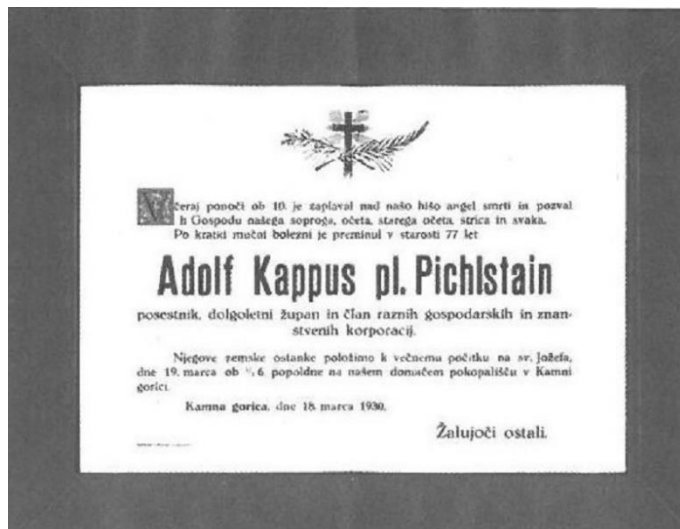 Včeraj ponoči ob 10. je zaplaval nad našo hišo angel smrti in pozval
h Gospodu našega soproga, očeta, starega očeta, strica in svaka.
Po kratki mučni bolezni je preminul v starosti 77 let
Adolf Kappus pl. Pichlstain
posestnik, dolgoletni župan in član raznih gospodarskih in znan-
stvenih korporacij.
Njegove zemske ostanke položimo k večnemu počitku na sv. Jožefa,
dne 19. marca ob 6 popoldne na našem domačem pokopališču v Kamni
gorici.
Kamna gorica, dne 18. marca 1930.
Žalujoči ostali.